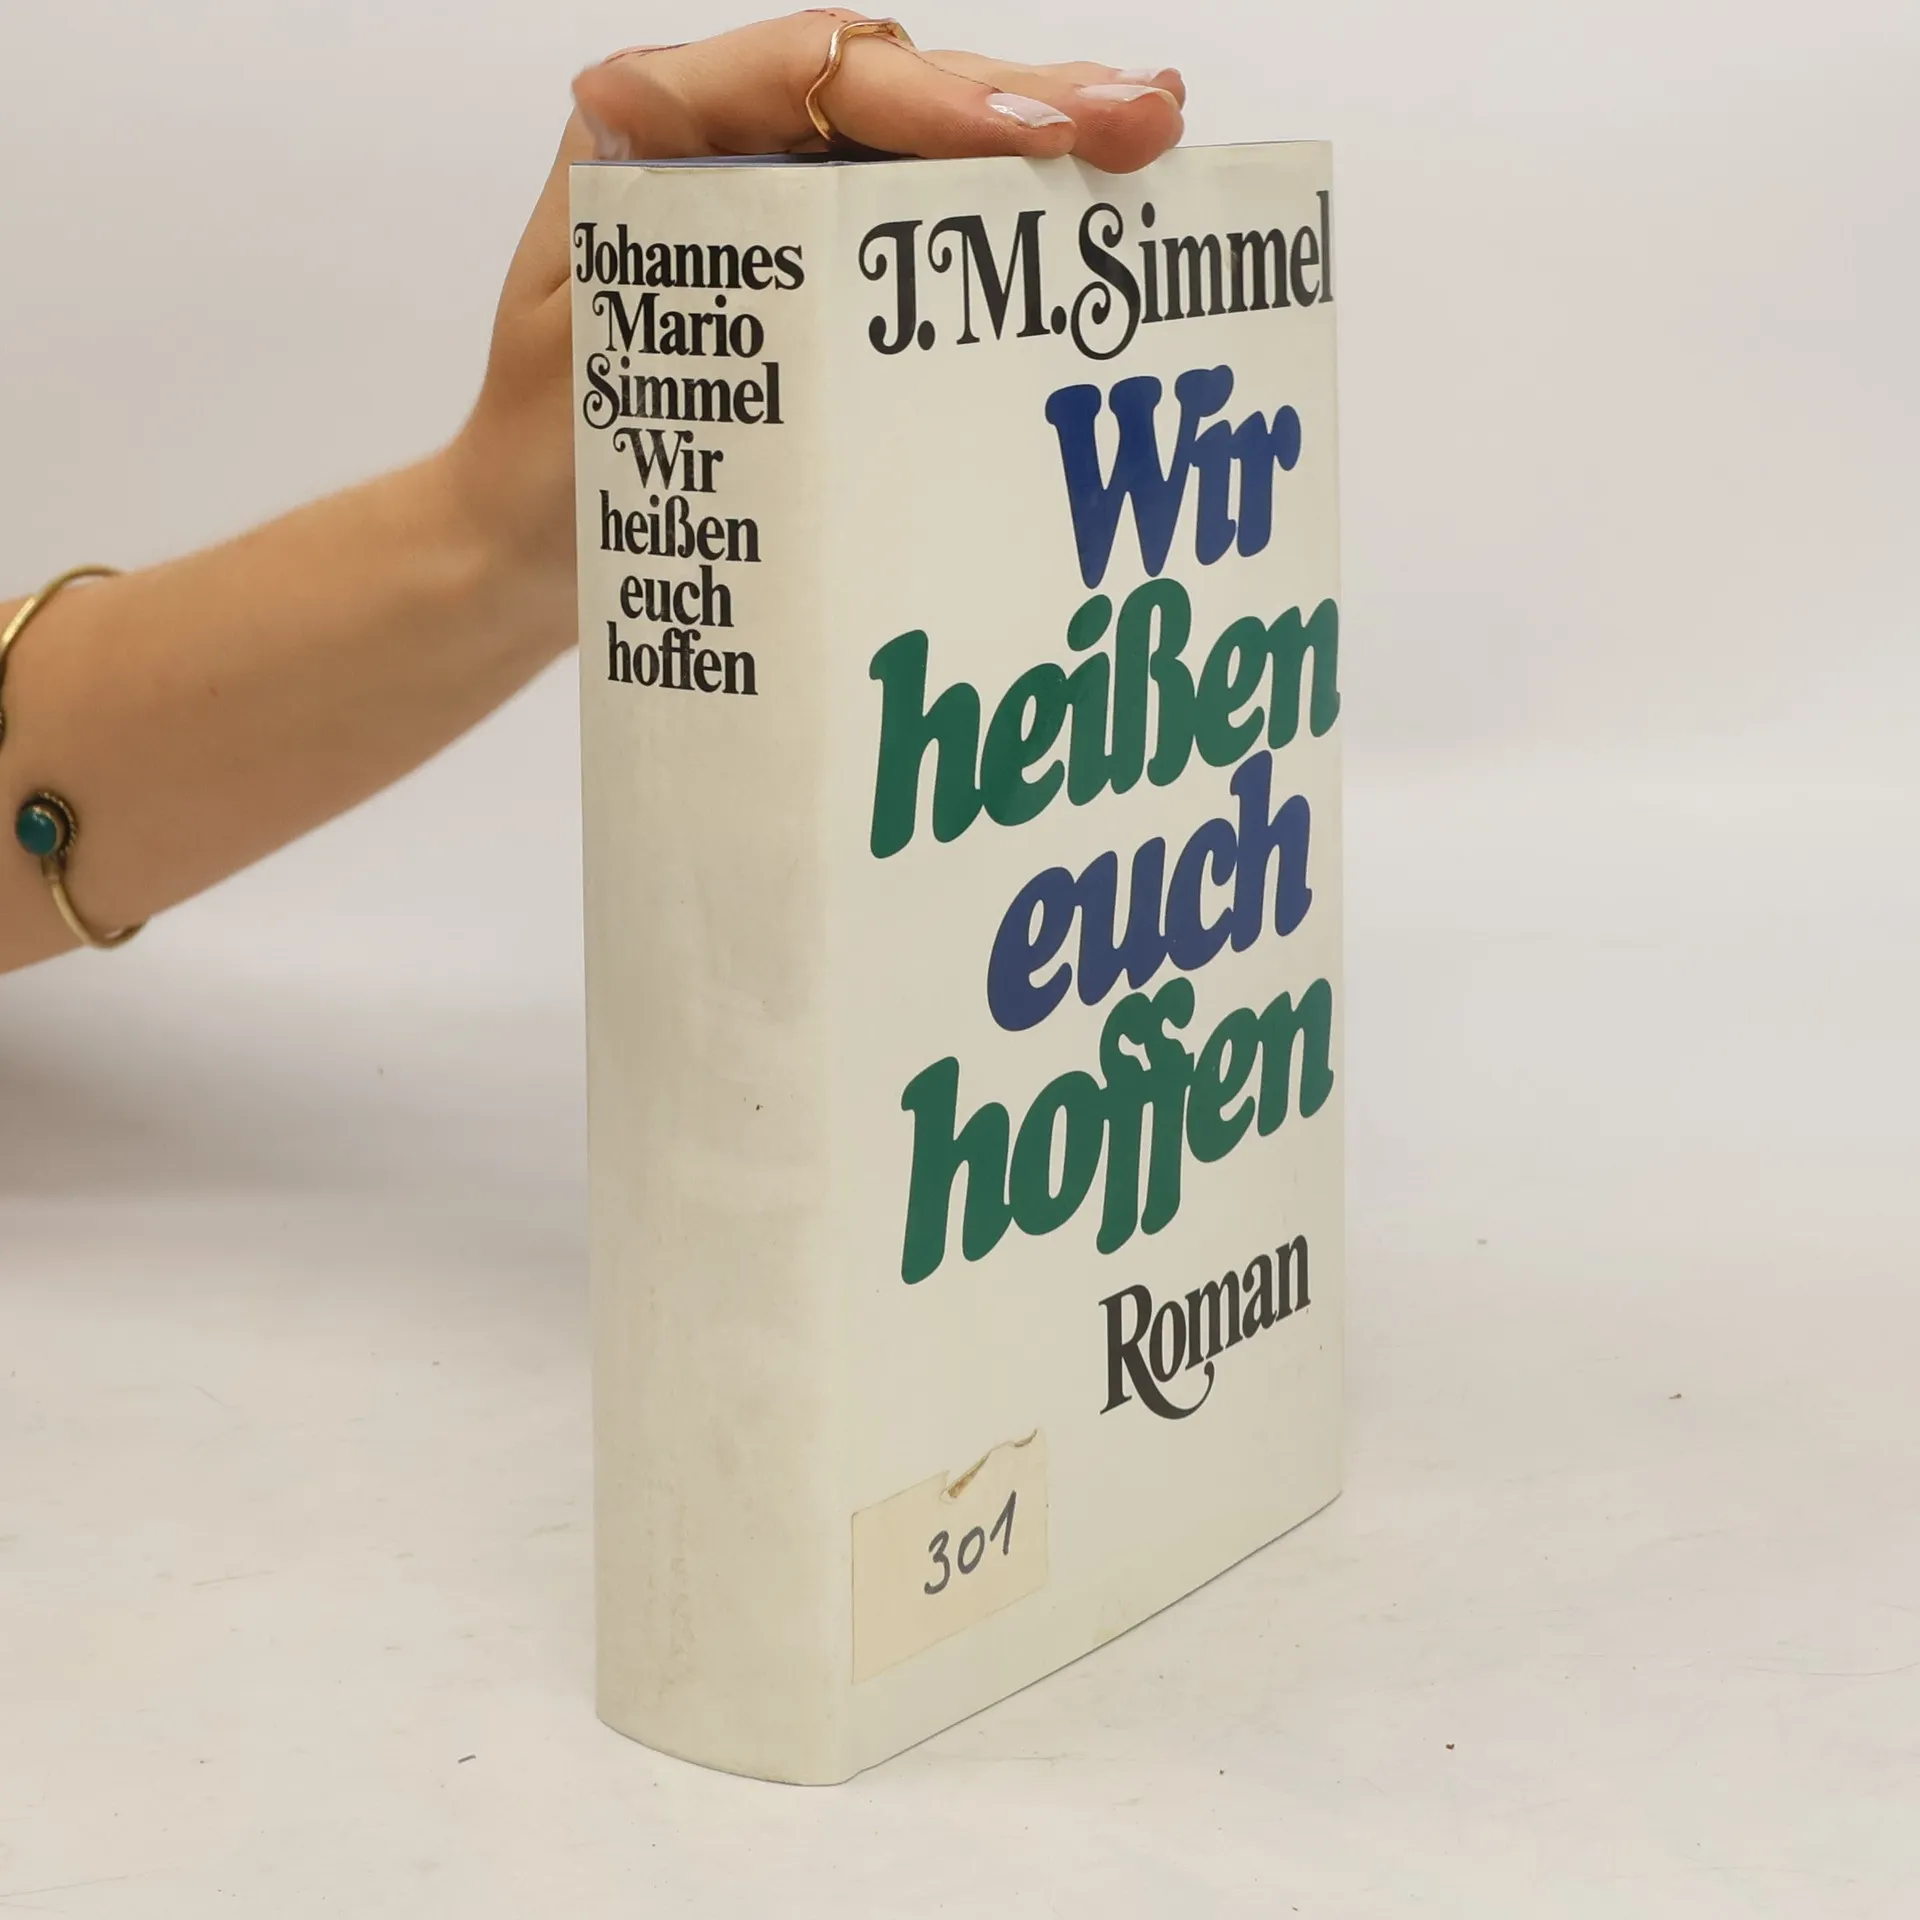 Johannes
Mario
Simmel
Wir
heißen
euch
hoffen
J.M.Simmel
Wir
heißen
euch
hoffen
Roman
301